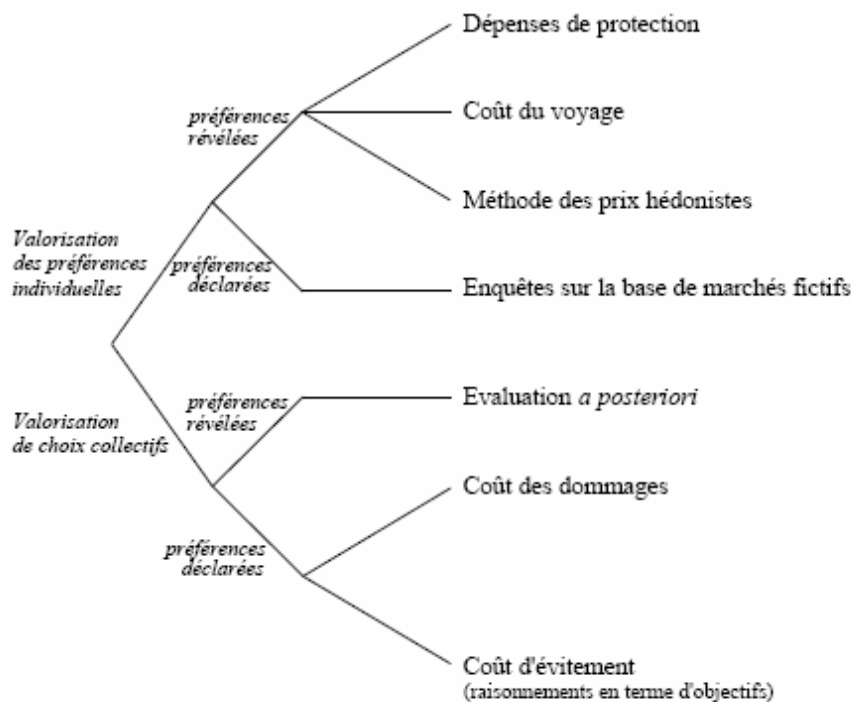 Dépenses de protection
préférences
révélées
Coût du voyage
Méthode des prix hédonistes
Valorisation
des préférences
individuelles
préférences
déclarées
Enquêtes sur la base de marchés fictifs
Valorisation
de choix collectifs
préférences
révélées
Evaluation a posteriori
Coût des dommages
préférences
déclarées
Coût d'évitement
(raisonnements en terme d'objectifs)